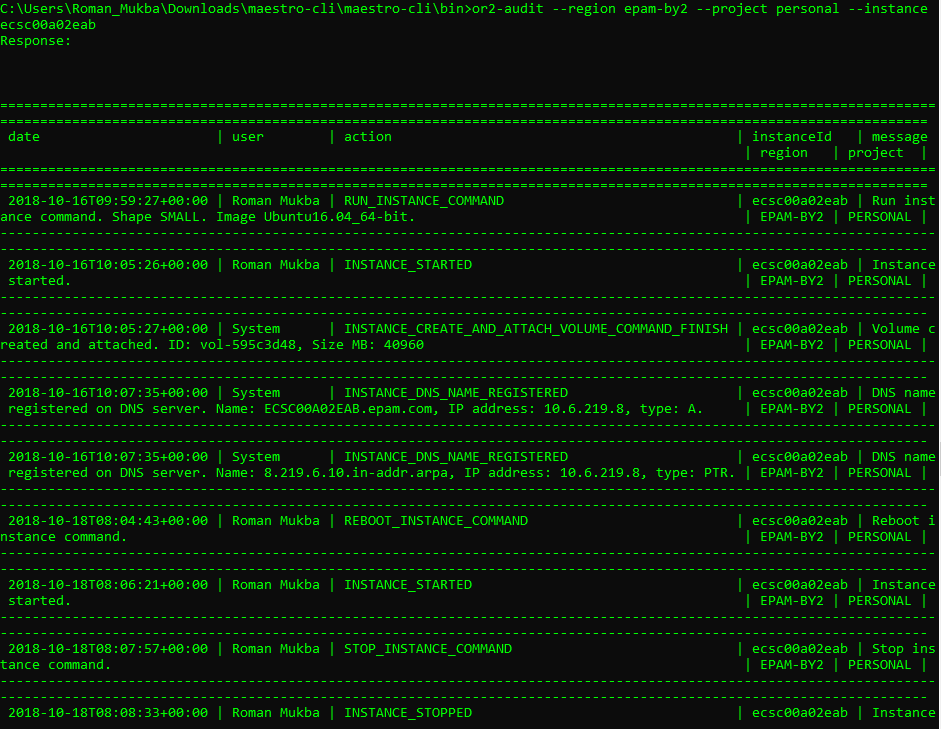 C:\Users\Roman_Mukba\Downloads\maestro-cli\maestro-cli\bin>or2-audit --region epam-by2 --project personal --instance
ecsc00a02eab
Response:
=====================================================================================================================
====================================================================================================================
 date                      | user        | action                                           | instanceId   | message
                                                                                             | region   | project  |
=====================================================================================================================
====================================================================================================================
 2018-10-16T09:59:27+00:00 | Roman Mukba | RUN_INSTANCE_COMMAND                             | ecsc00a02eab | Run inst
ance command. Shape SMALL. Image Ubuntu16.04_64-bit.                                         | EPAM-BY2 | PERSONAL |
---------------------------------------------------------------------------------------------------------------------
--------------------------------------------------------------------------------------------------------------------
 2018-10-16T10:05:26+00:00 | Roman Mukba | INSTANCE_STARTED                                 | ecsc00a02eab | Instance
 started.                                                                                    | EPAM-BY2 | PERSONAL |
---------------------------------------------------------------------------------------------------------------------
--------------------------------------------------------------------------------------------------------------------
 2018-10-16T10:05:27+00:00 | System      | INSTANCE_CREATE_AND_ATTACH_VOLUME_COMMAND_FINISH | ecsc00a02eab | Volume c
reated and attached. ID: vol-595c3d48, Size MB: 40960                                        | EPAM-BY2 | PERSONAL |
---------------------------------------------------------------------------------------------------------------------
--------------------------------------------------------------------------------------------------------------------
 2018-10-16T10:07:35+00:00 | System      | INSTANCE_DNS_NAME_REGISTERED                     | ecsc00a02eab | DNS name
 registered on DNS server. Name: ECSC00A02EAB.epam.com, IP address: 10.6.219.8, type: A.     | EPAM-BY2 | PERSONAL |
---------------------------------------------------------------------------------------------------------------------
--------------------------------------------------------------------------------------------------------------------
 2018-10-16T10:07:35+00:00 | System      | INSTANCE_DNS_NAME_REGISTERED                     | ecsc00a02eab | DNS name
 registered on DNS server. Name: 8.219.6.10.in-addr.arpa, IP address: 10.6.219.8, type: PTR. | EPAM-BY2 | PERSONAL |
---------------------------------------------------------------------------------------------------------------------
--------------------------------------------------------------------------------------------------------------------
 2018-10-18T08:04:43+00:00 | Roman Mukba | REBOOT_INSTANCE_COMMAND                          | ecsc00a02eab | Reboot i
nstance command.                                                                             | EPAM-BY2 | PERSONAL |
---------------------------------------------------------------------------------------------------------------------
--------------------------------------------------------------------------------------------------------------------
 2018-10-18T08:06:21+00:00 | Roman Mukba | INSTANCE_STARTED                                 | ecsc00a02eab | Instance
 started.                                                                                    | EPAM-BY2 | PERSONAL |
---------------------------------------------------------------------------------------------------------------------
--------------------------------------------------------------------------------------------------------------------
 2018-10-18T08:07:57+00:00 | Roman Mukba | STOP_INSTANCE_COMMAND                            | ecsc00a02eab | Stop ins
tance command.                                                                               | EPAM-BY2 | PERSONAL |
---------------------------------------------------------------------------------------------------------------------
--------------------------------------------------------------------------------------------------------------------
 2018-10-18T08:08:33+00:00 | Roman Mukba | INSTANCE_STOPPED                                 | ecsc00a02eab | Instance